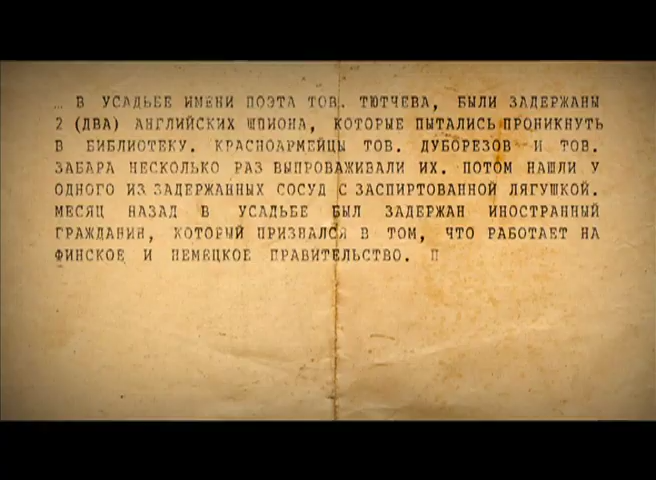 … В УСАДЬБЕ ИМЕНИ ПОЭТА ТОВ. ТЮТЧЕВА, БЫЛИ ЗАДЕРЖАНЫ
2 (ДВА) АНГЛИЙСКИХ ШПИОНА, КОТОРЫЕ ПЫТАЛИСЬ ПРОНИКНУТЬ
В БИБЛИОТЕКУ. КРАСНОАРМЕЙЦЫ ТОВ. ДУБОРЕЗОВ И ТОВ.
ЗАБАРА НЕСКОЛЬКО РАЗ ВЫПРОВАЖИВАЛИ ИХ. ПОТОМ НАШЛИ У
ОДНОГО ИЗ ЗАДЕРЖАННЫХ СОСУД С ЗАСПИРТОВАННОЙ ЛЯГУШКОЙ.
МЕСЯЦ НАЗАД В УСАДЬБЕ БЫЛ ЗАДЕРЖАН ИНОСТРАННЫЙ
ГРАЖДАНИН, КОТОРЫЙ ПРИЗНАЛСЯ В ТОМ, ЧТО РАБОТАЕТ НА
ФИНСКОЕ И НЕМЕЦКОЕ ПРАВИТЕЛЬСТВО. П